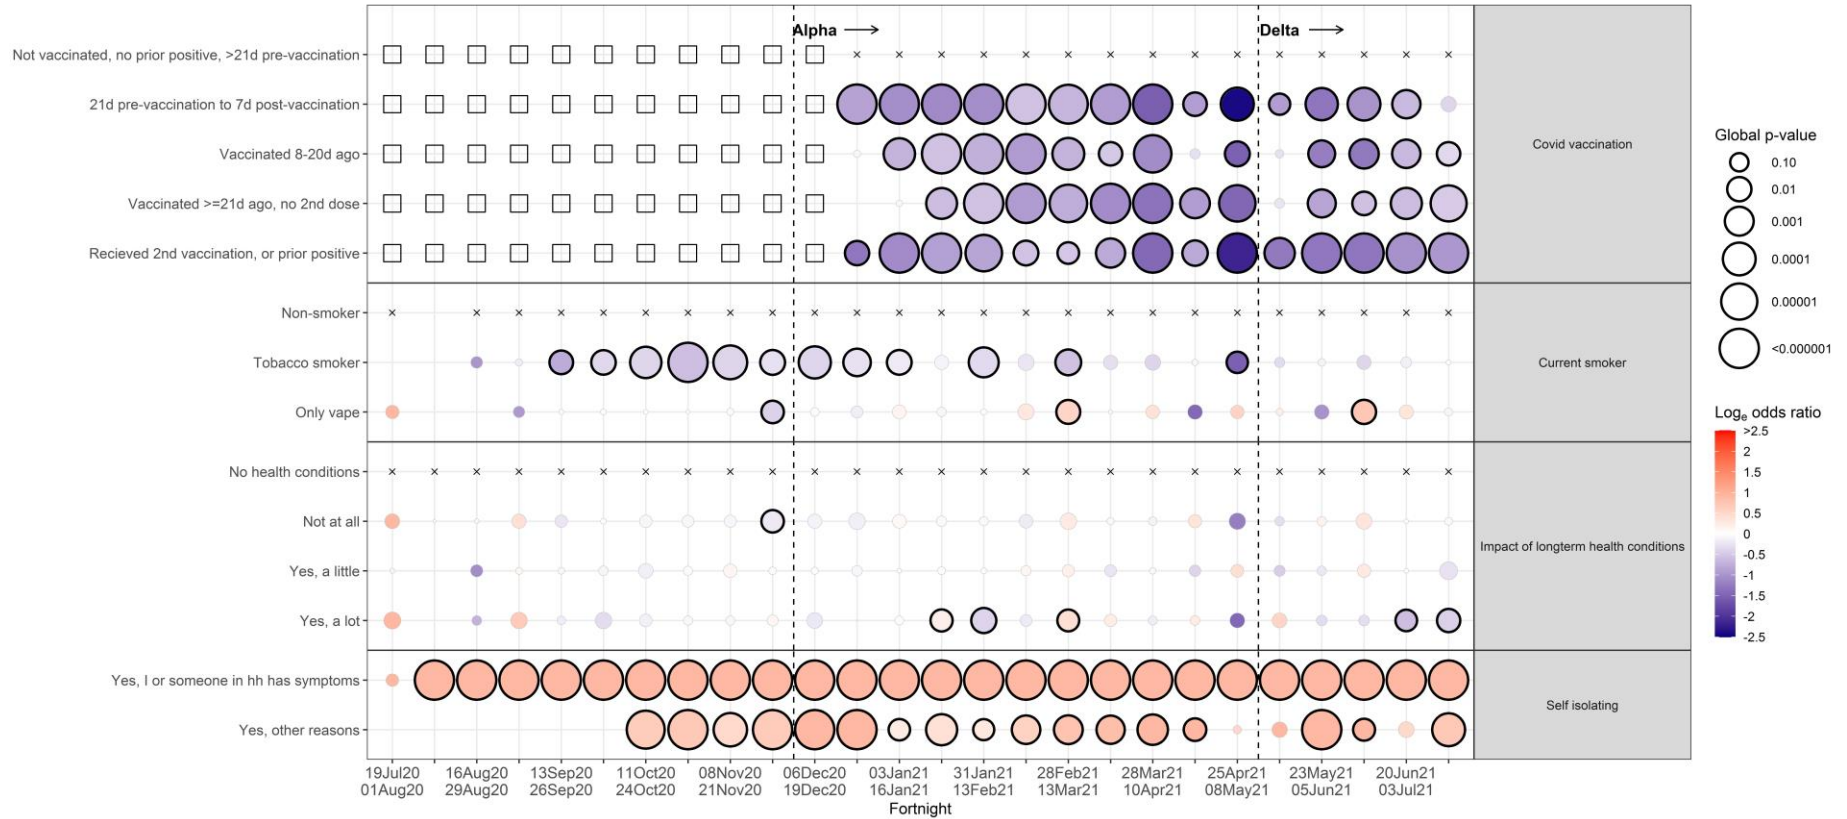 Alpha → Delta →
Not vaccinated, no prior positive, >21d pre-vaccination
21d pre-vaccination to 7d post-vaccination
Vaccinated 8-20d ago
Vaccinated >=21d ago, no 2nd dose
Recieved 2nd vaccination, or prior positive
Covid vaccination
Non-smoker
Tobacco smoker
Only vape
Current smoker
No health conditions
Not at all
Yes, a little
Yes, a lot
Impact of longterm health conditions
Yes, I or someone in hh has symptoms
Yes, other reasons
Self isolating
19Jul20 16Aug20 13Sep20 11Oct20 08Nov20 06Dec20 03Jan21 31Jan21 28Feb21 28Mar21 25Apr21 23May21 20Jun21
01Aug20 29Aug20 26Sep20 24Oct20 21Nov20 19Dec20 16Jan21 13Feb21 13Mar21 10Apr21 08May21 05Jun21 03Jul21
Fortnight
Global p-value
0.10
0.01
0.001
0.0001
0.00001
<0.000001
Logₑ odds ratio
>2.5
2
1.5
1
0.5
0
-0.5
-1
-1.5
-2
-2.5